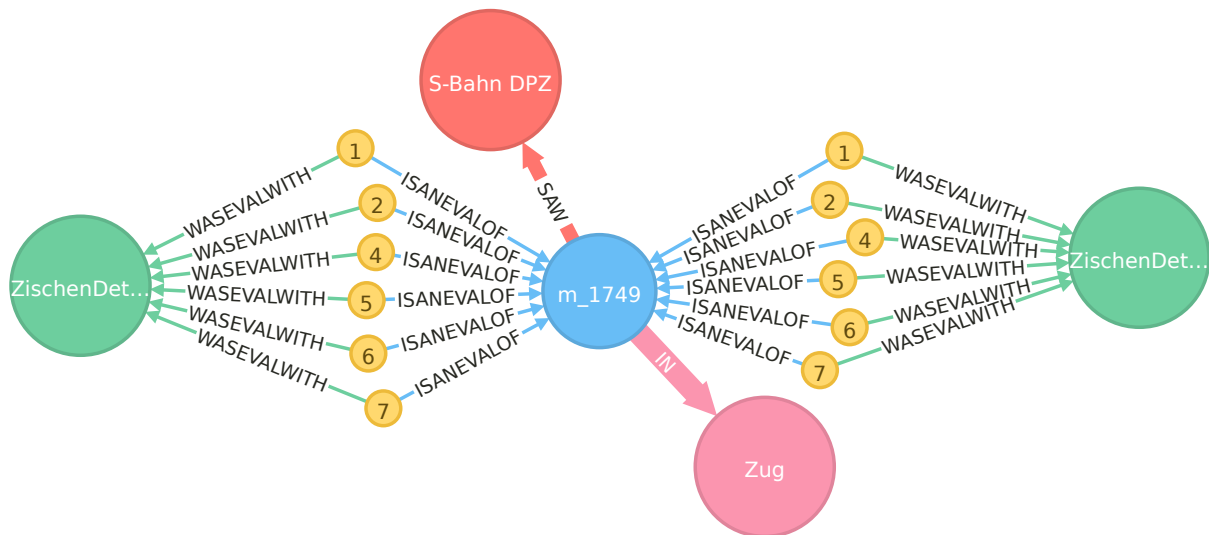 S-Bahn DPZ
SAW
1
WASEVALWITH
ISANEVALOF
2
WASEVALWITH
ISANEVALOF
4
WASEVALWITH
ISANEVALOF
5
WASEVALWITH
ISANEVALOF
6
WASEVALWITH
ISANEVALOF
7
WASEVALWITH
ISANEVALOF
ZischenDet...
m_1749
1
ISANEVALOF
WASEVALWITH
2
ISANEVALOF
WASEVALWITH
4
ISANEVALOF
WASEVALWITH
5
ISANEVALOF
WASEVALWITH
6
ISANEVALOF
WASEVALWITH
7
ISANEVALOF
WASEVALWITH
ZischenDet...
IN
Zug